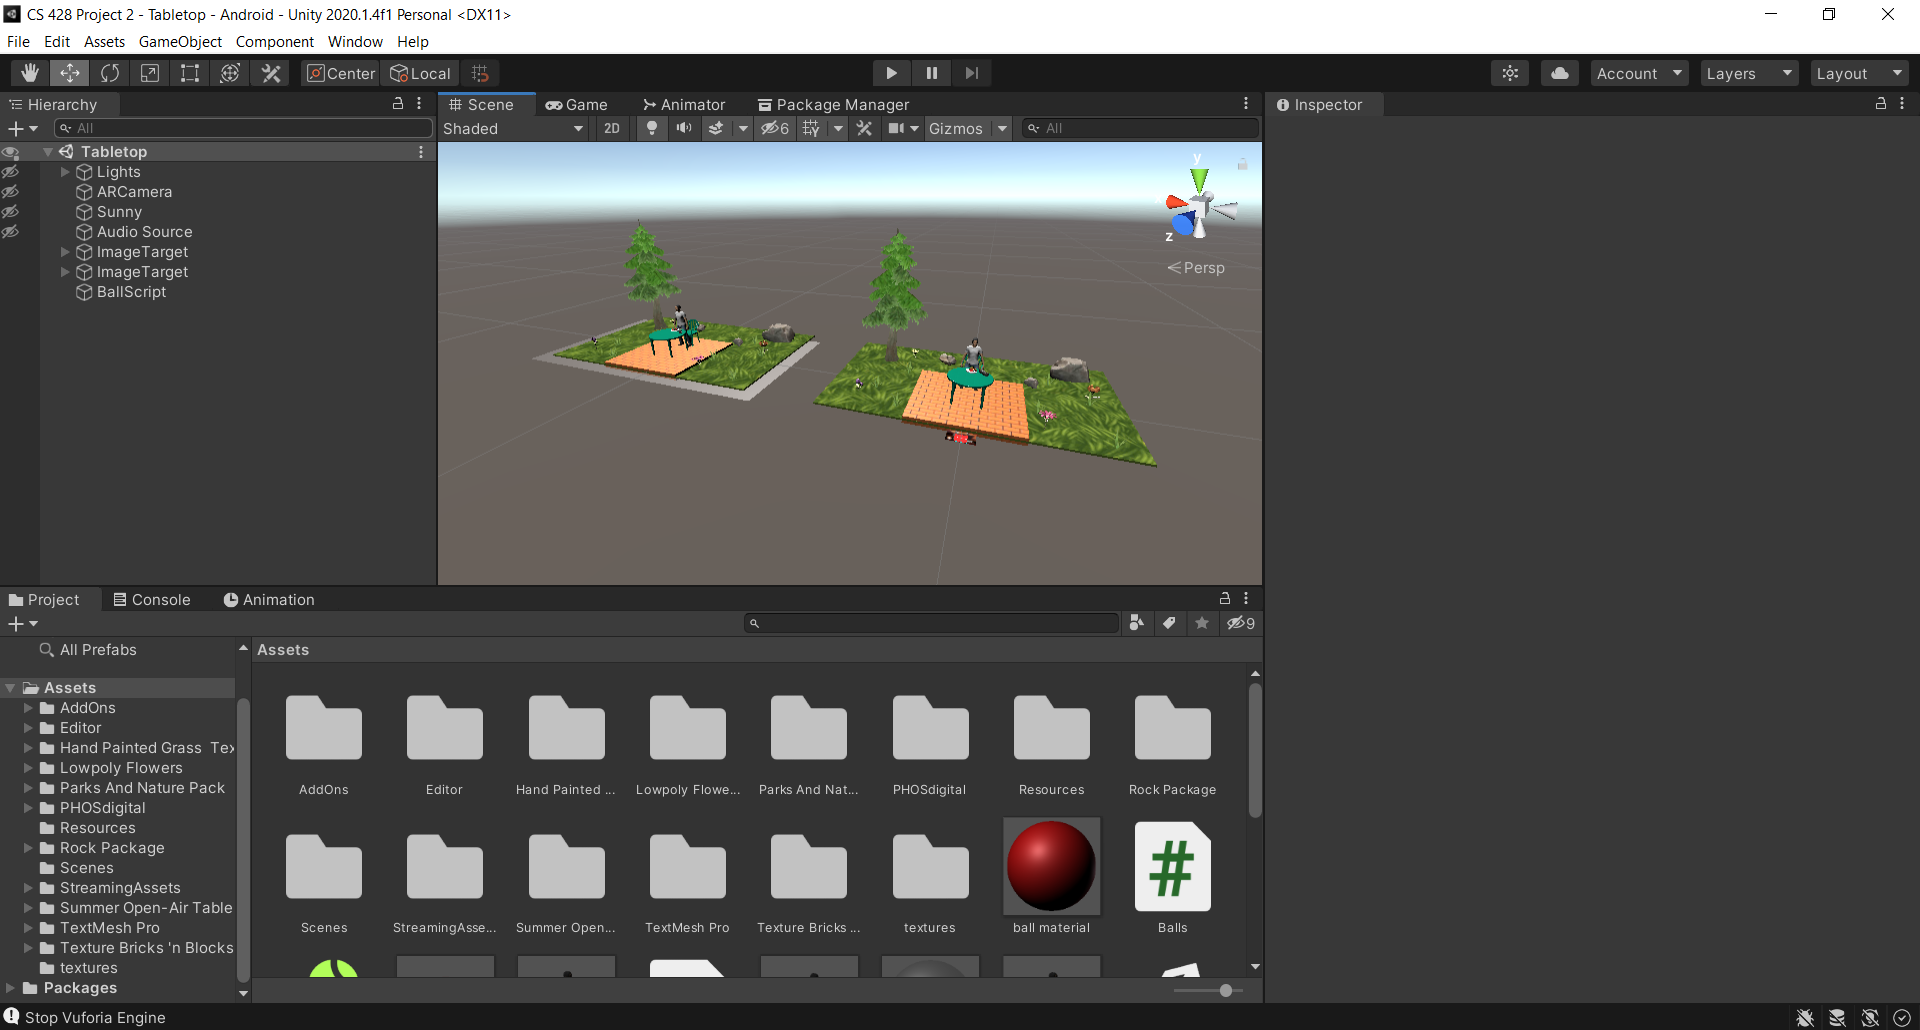 CS 428 Project 2 - Tabletop - Android - Unity 2020.1.4f1 Personal <DX11>
File Edit Assets GameObject Component Window Help
Center Local Account Layers Layout
Hierarchy
All
Tabletop
Lights
ARCamera
Sunny
Audio Source
ImageTarget
ImageTarget
BallScript
Scene Game Animator Package Manager
Shaded 2D 6 Gizmos All
y
z
Persp
Inspector
Project Console Animation
9
All Prefabs
Assets
AddOns
Editor
Hand Painted Grass Tex
Lowpoly Flowers
Parks And Nature Pack
PHOSdigital
Resources
Rock Package
Scenes
StreamingAssets
Summer Open-Air Table
TextMesh Pro
Texture Bricks 'n Blocks
textures
Packages
Assets
AddOns Editor Hand Painted ... Lowpoly Flowe... Parks And Nat... PHOSdigital Resources Rock Package
#
Scenes StreamingAsse... Summer Open... TextMesh Pro Texture Bricks ... textures ball material Balls
Stop Vuforia Engine